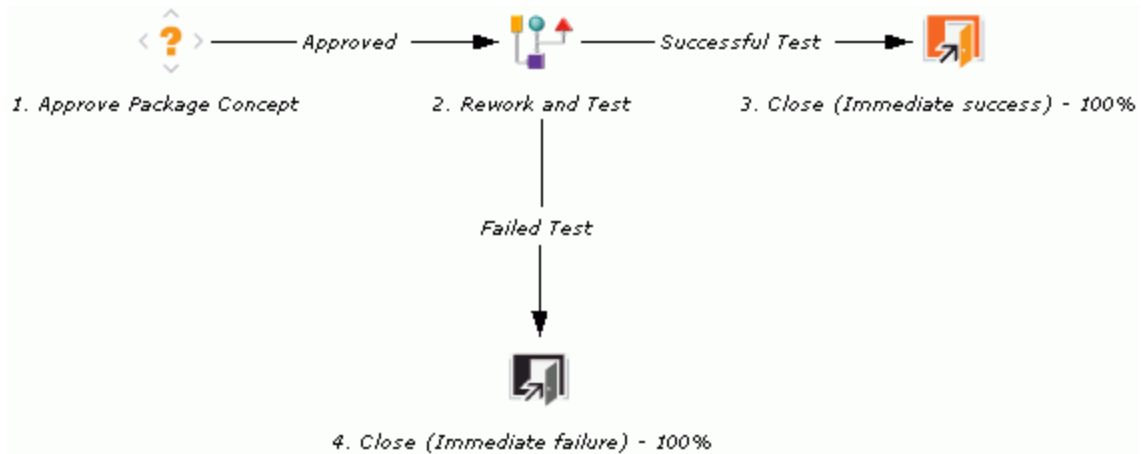 ?
Approved
Successful Test
1. Approve Package Concept
2. Rework and Test
3. Close (Immediate success) - 100%
Failed Test
4. Close (Immediate failure) - 100%